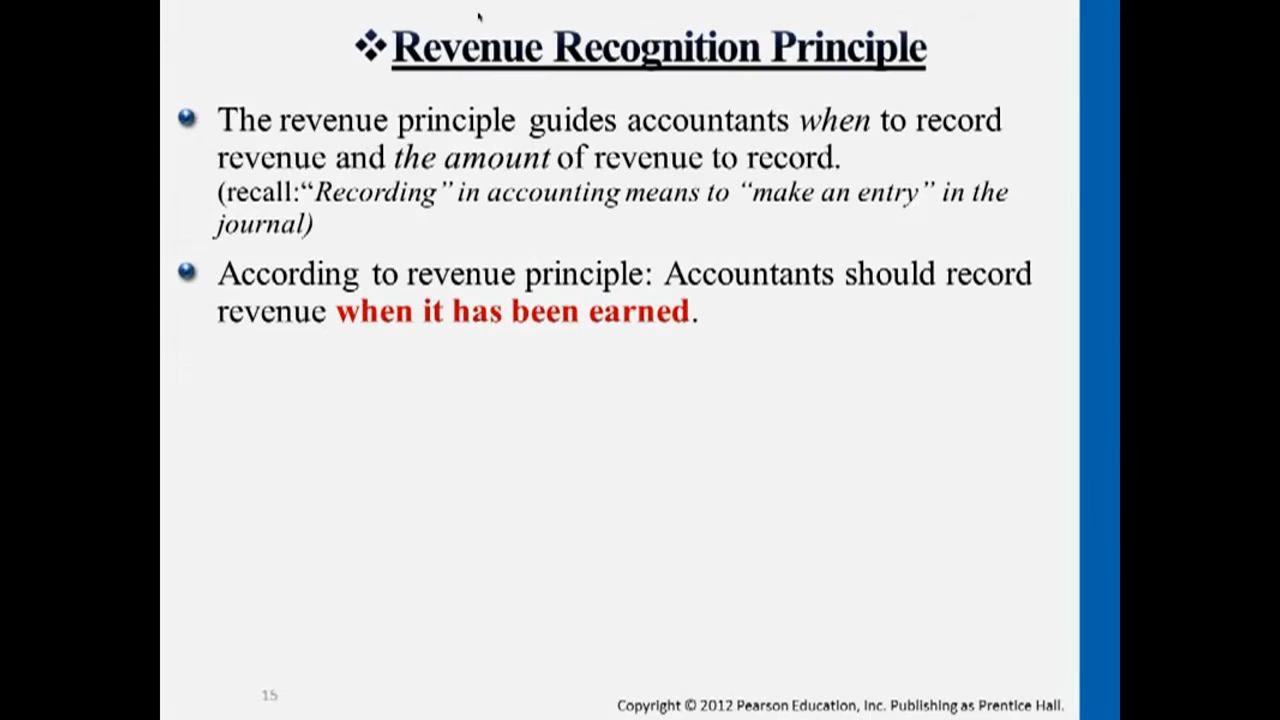 ❖Revenue Recognition Principle
The revenue principle guides accountants when to record
revenue and the amount of revenue to record.
(recall:“Recording” in accounting means to “make an entry” in the
journal)
According to revenue principle: Accountants should record
revenue when it has been earned.
15
Copyright © 2012 Pearson Education, Inc. Publishing as Prentice Hall.